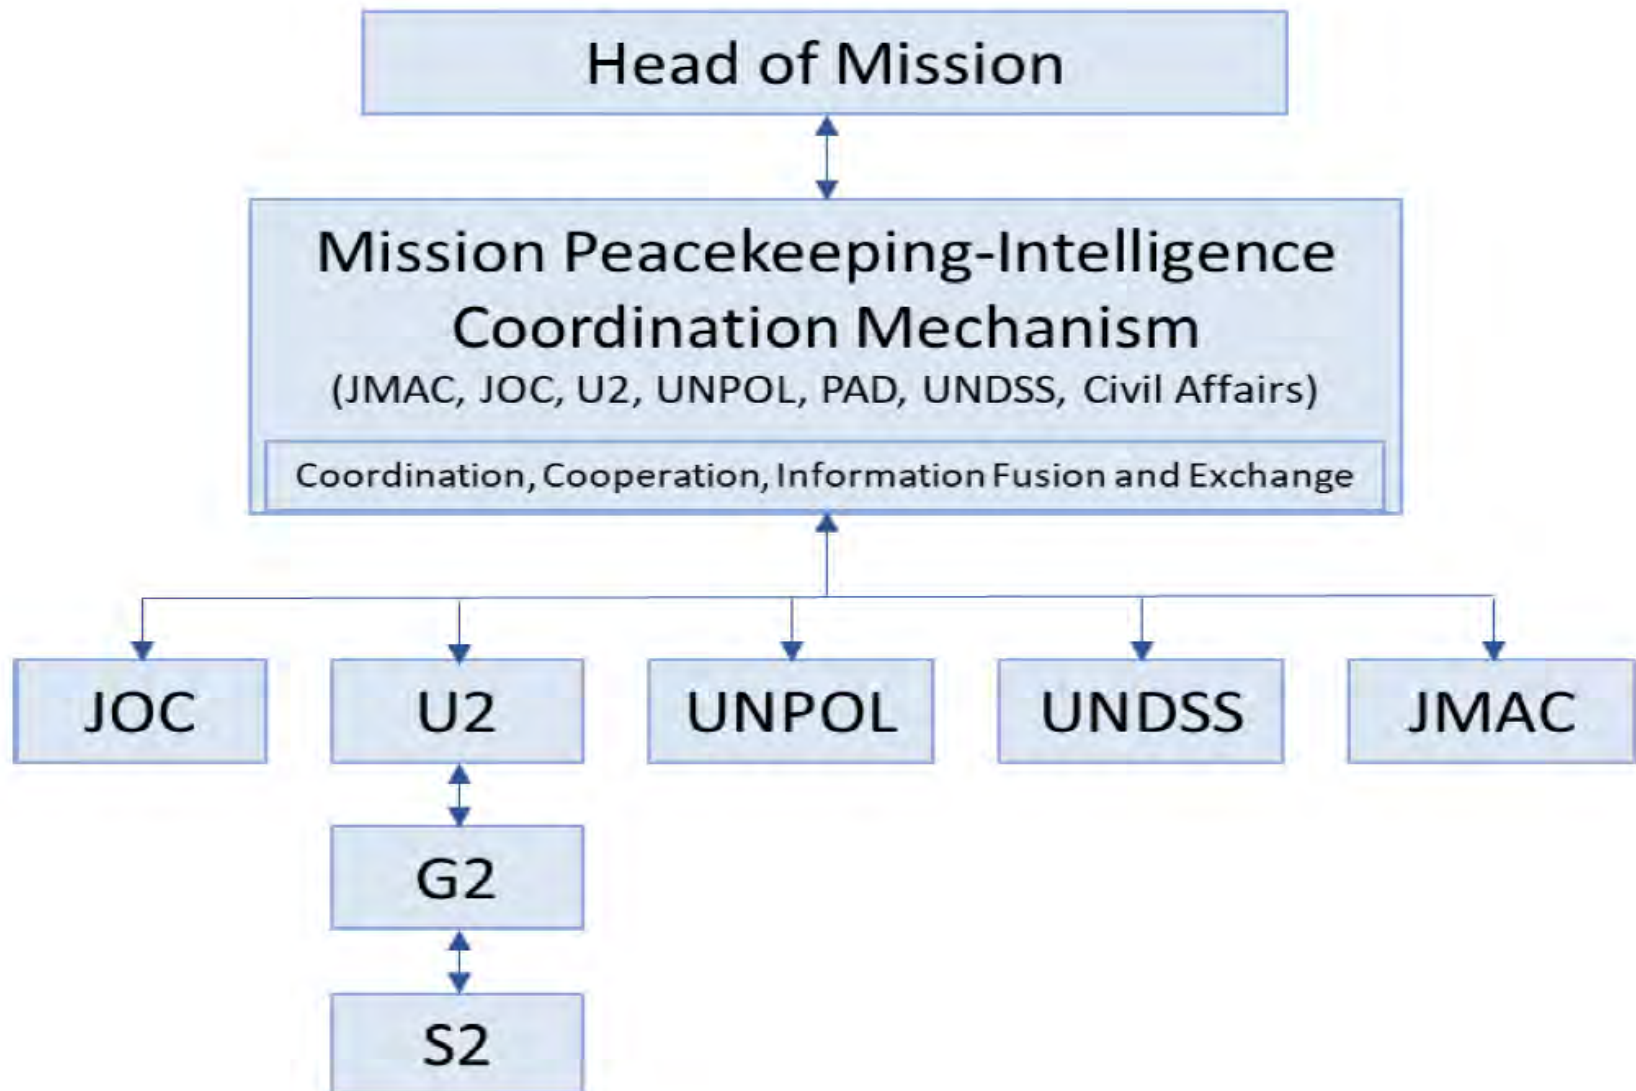 Head of Mission
Mission Peacekeeping-Intelligence
Coordination Mechanism
(JMAC, JOC, U2, UNPOL, PAD, UNDSS, Civil Affairs)
Coordination, Cooperation, Information Fusion and Exchange
JOC
U2
UNPOL
UNDSS
JMAC
G2
S2